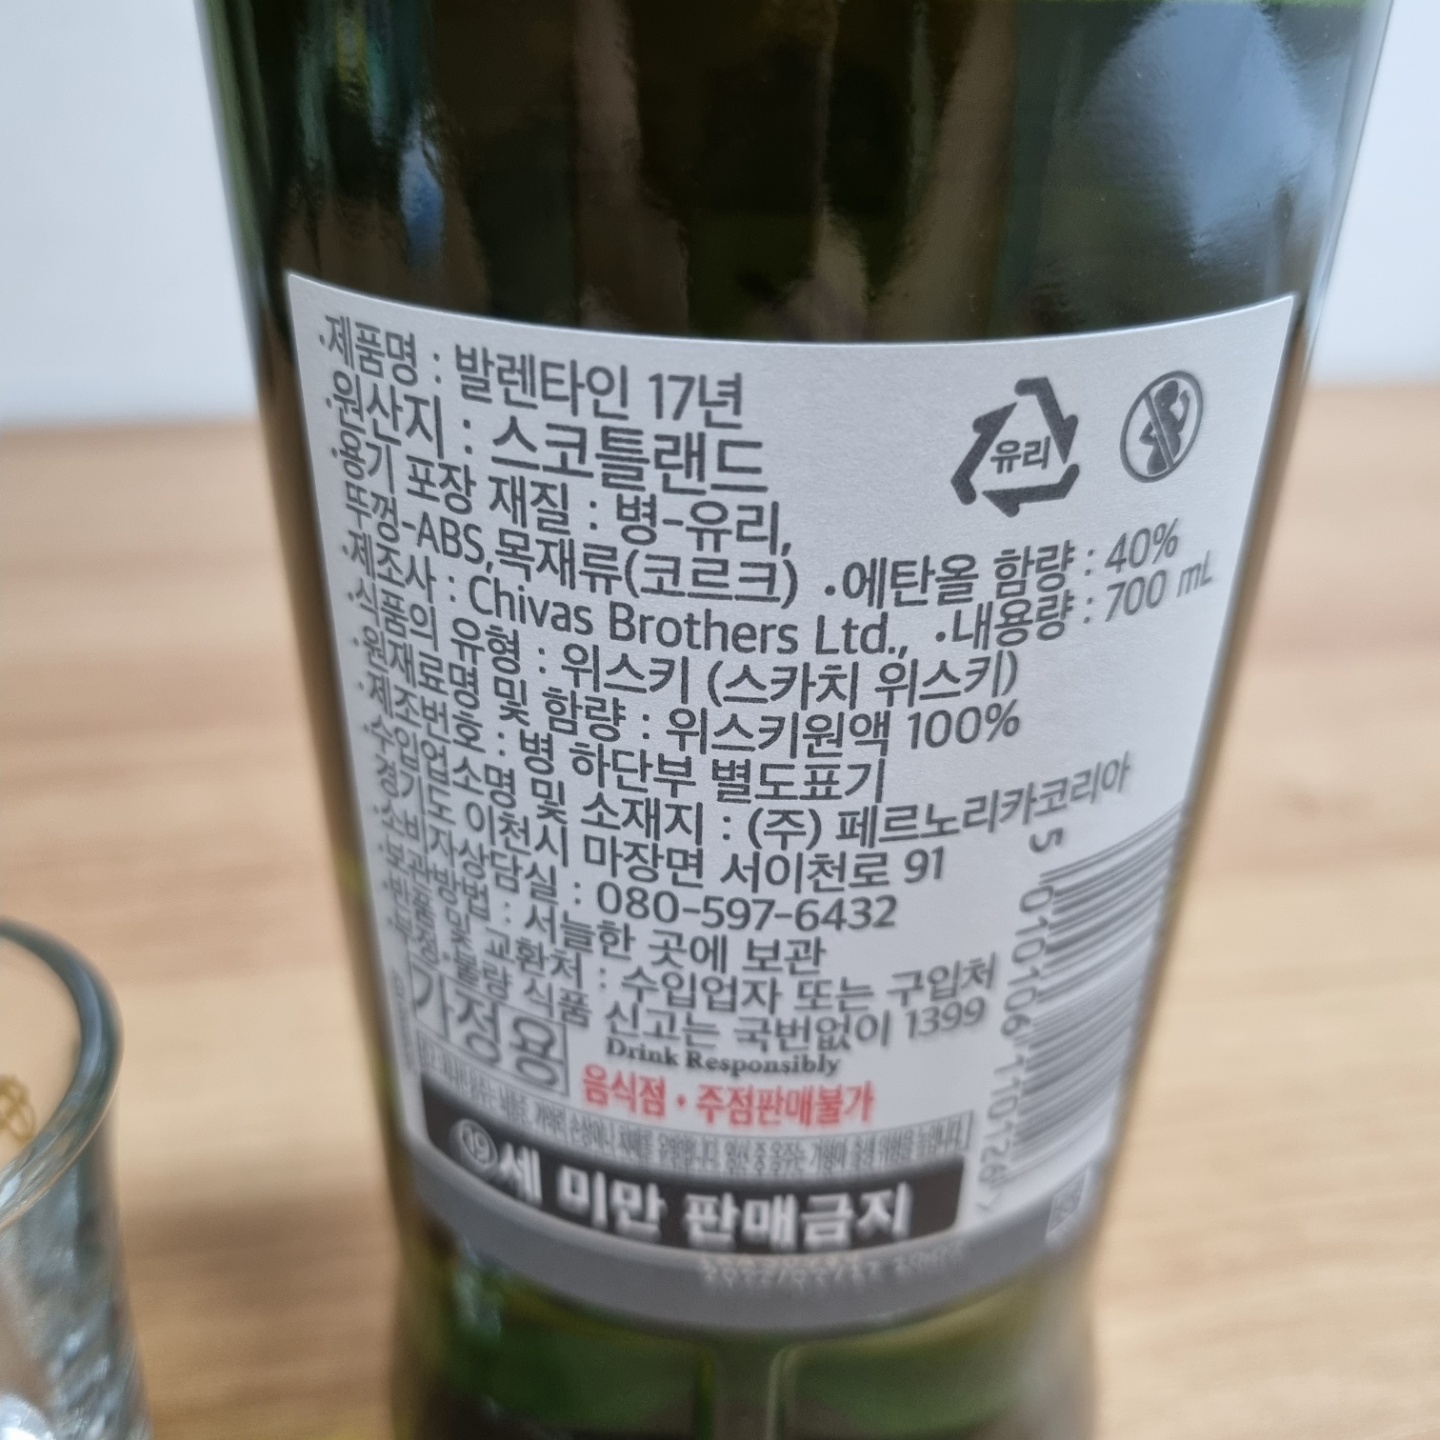 ·제품명 : 발렌타인 17년
·원산지 : 스코틀랜드
·용기 포장 재질 : 병-유리,
뚜껑-ABS,목재류(코르크)
유리
·에탄올 함량 : 40%
·내용량 : 700 mL
·제조사 : Chivas Brothers Ltd.,
·식품의 유형 : 위스키 (스카치 위스키)
·원재료명 및 함량 : 위스키원액 100%
·제조번호 : 병 하단부 별도표기
·수입업소명 및 소재지 : (주) 페르노리카코리아
경기도 이천시 마장면 서이천로 91
·소비자상담실 : 080-597-6432
·보관방법 : 서늘한 곳에 보관
·반품 및 교환처 : 수입업자 또는 구입처
·부정·불량 식품 신고는 국번없이 1399
가정용
Drink Responsibly
음식점·주점판매불가
19세 미만 판매금지
5 010106 110126 >